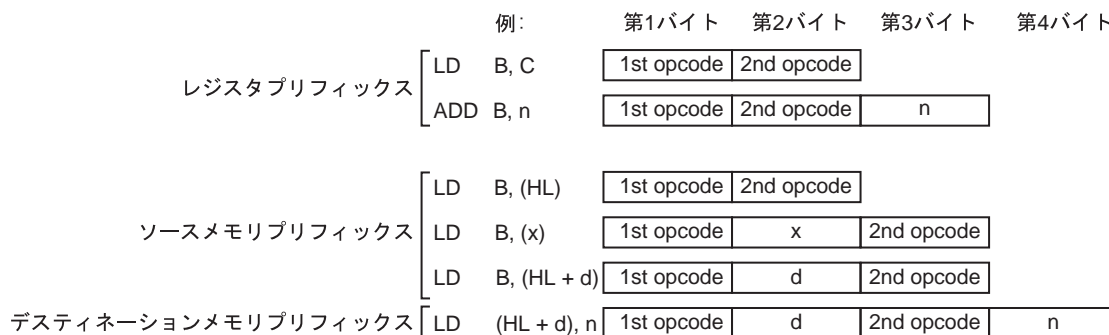 例: 第1バイト 第2バイト 第3バイト 第4バイト
LD B, C 1st opcode 2nd opcode
レジスタプリフィックス
ADD B, n 1st opcode 2nd opcode n
LD B, (HL) 1st opcode 2nd opcode
ソースメモリプリフィックス LD B, (x) 1st opcode x 2nd opcode
LD B, (HL + d) 1st opcode d 2nd opcode
デスティネーションメモリプリフィックス LD (HL + d), n 1st opcode d 2nd opcode n